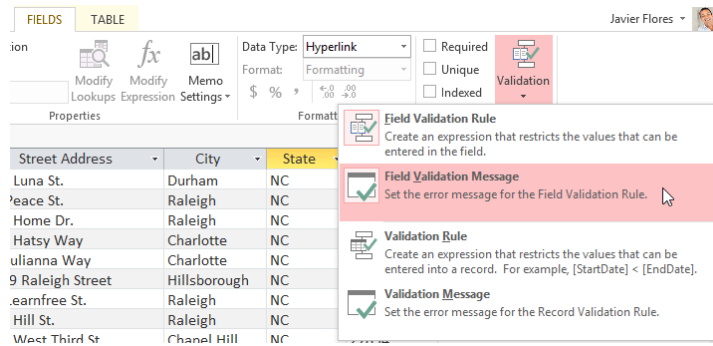 FIELDS TABLE Javier Flores
tion Modify Lookups Modify Expression Memo Settings
Data Type: Hyperlink Required
Format: Formatting Unique
$ % , ←.0 .00 .00 →.0 Indexed
Validation
Properties Formatt
Field Validation Rule
Create an expression that restricts the values that can be
entered in the field.
Field Validation Message
Set the error message for the Field Validation Rule.
Validation Rule
Create an expression that restricts the values that can be
entered into a record. For example, [StartDate] < [EndDate].
Validation Message
Set the error message for the Record Validation Rule.
Street Address City State
Luna St. Durham NC
Peace St. Raleigh NC
Home Dr. Raleigh NC
Hatsy Way Charlotte NC
ulianna Way Charlotte NC
9 Raleigh Street Hillsborough NC
Learnfree St. Raleigh NC
Hill St. Raleigh NC
West Third St Chapel Hill NC